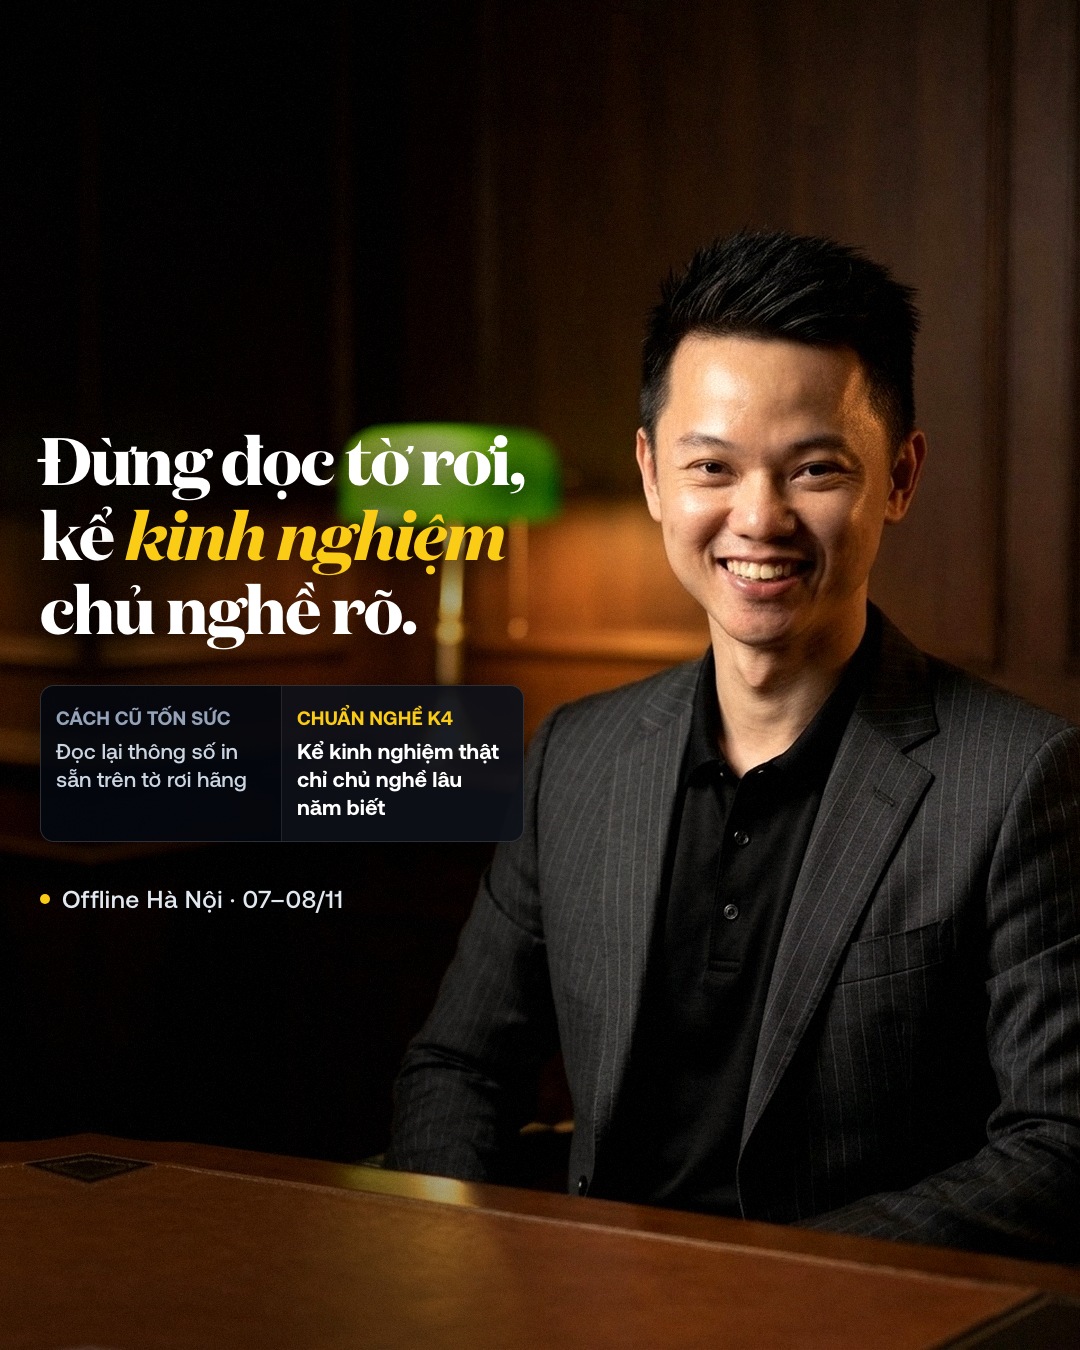 Đừng đọc tờ rơi,
kể kinh nghiệm
chủ nghề rõ.
CÁCH CŨ TỐN SỨC
Đọc lại thông số in
sẵn trên tờ rơi hãng
CHUẨN NGHỀ K4
Kể kinh nghiệm thật
chỉ chủ nghề lâu
năm biết
Offline Hà Nội · 07–08/11